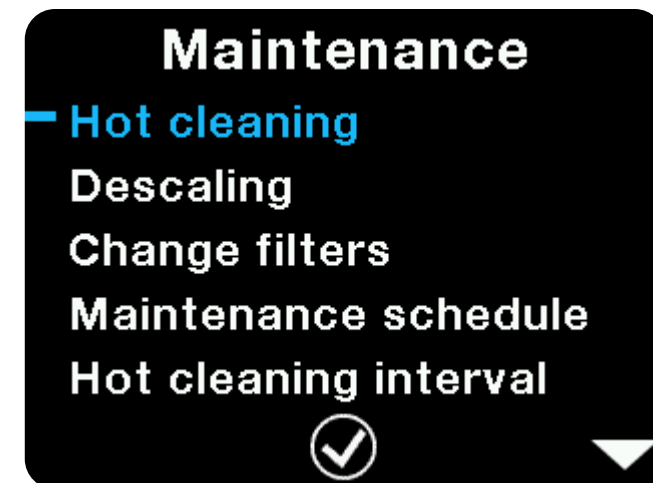 Maintenance
Hot cleaning
Descaling
Change filters
Maintenance schedule
Hot cleaning interval